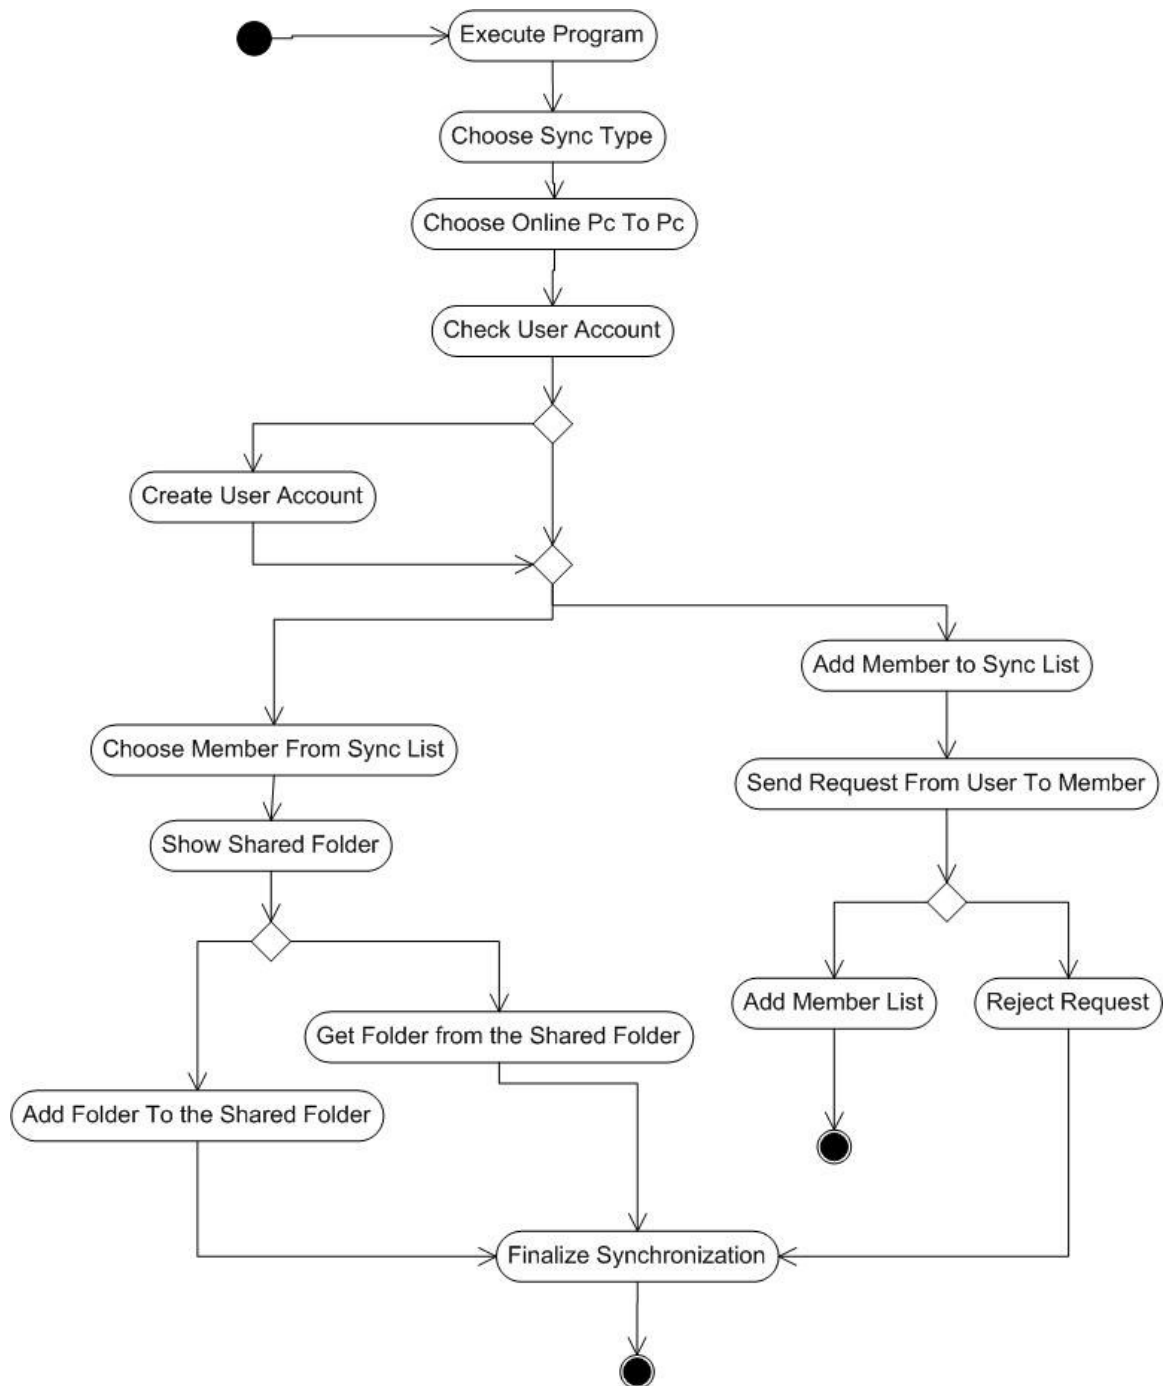 Execute Program
Choose Sync Type
Choose Online Pc To Pc
Check User Account
Create User Account
Add Member to Sync List
Choose Member From Sync List
Send Request From User To Member
Show Shared Folder
Add Member List
Reject Request
Get Folder from the Shared Folder
Add Folder To the Shared Folder
Finalize Synchronization